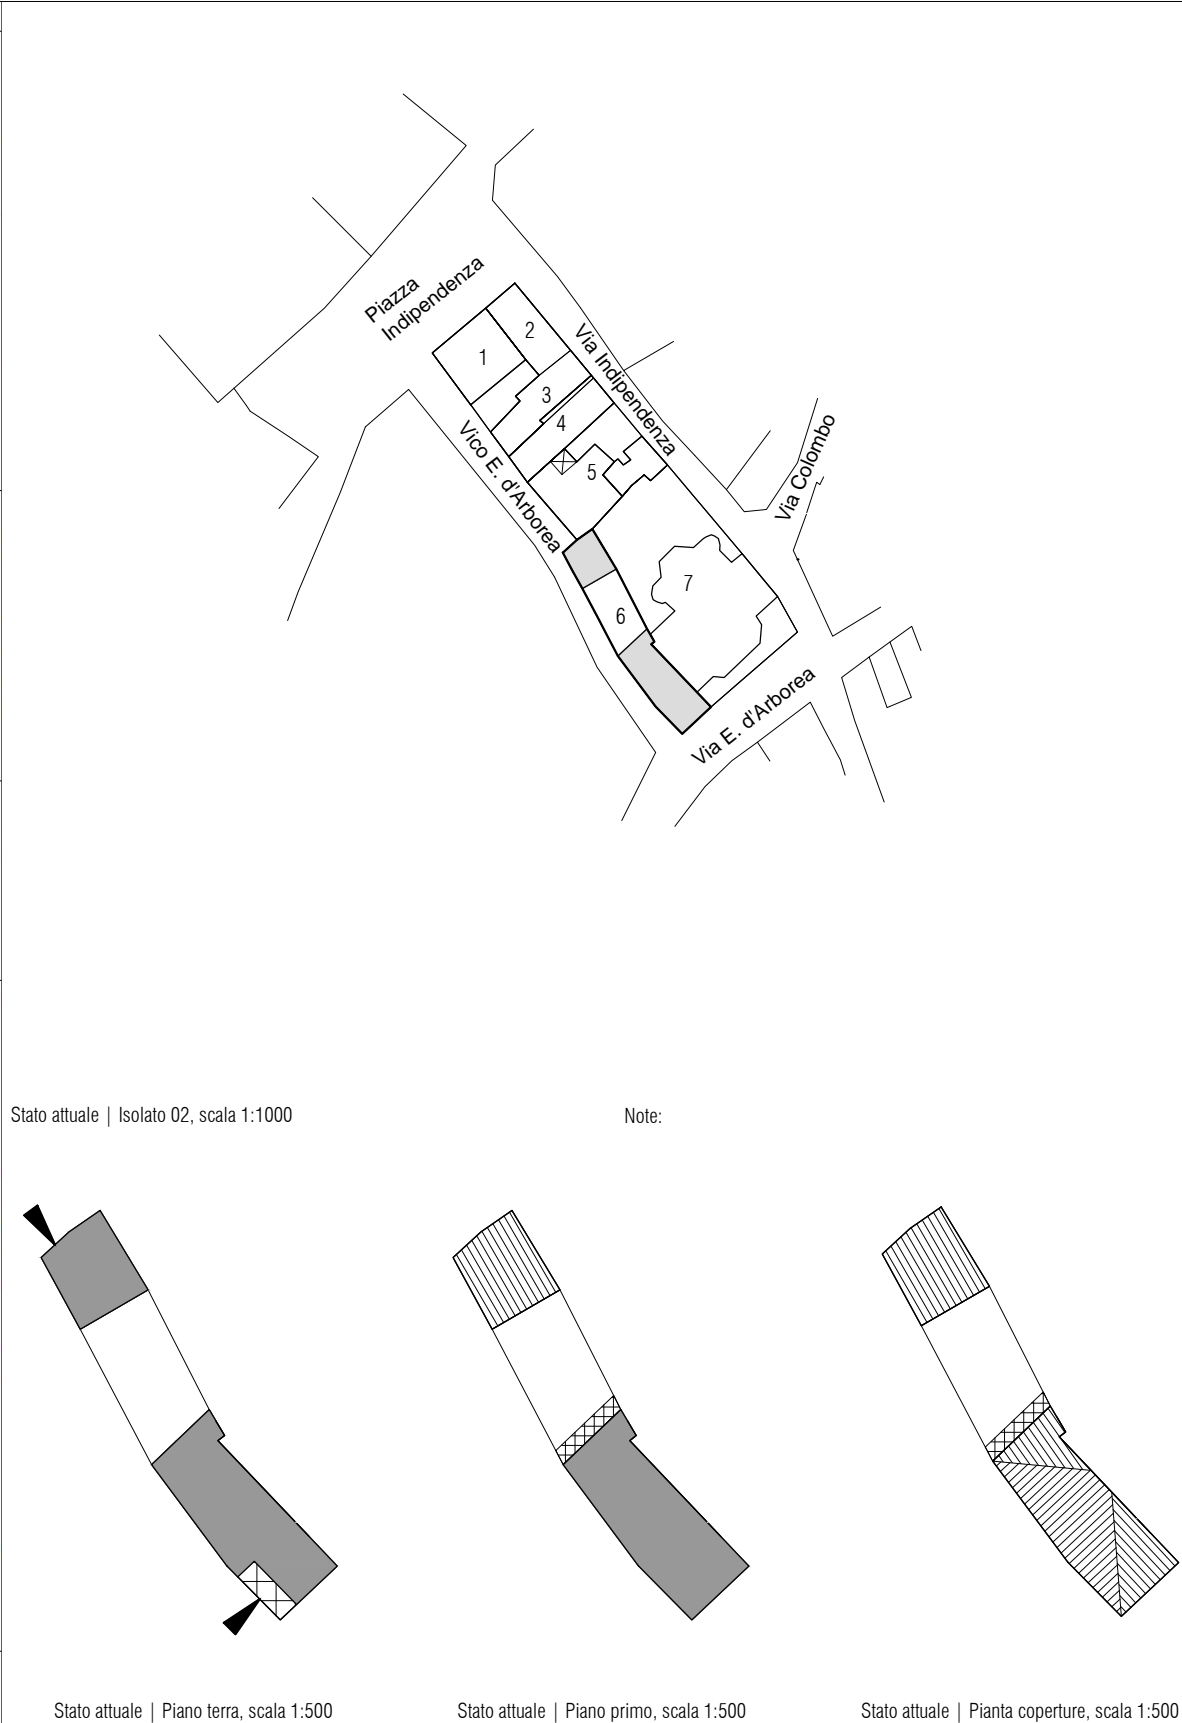 Piazza
Indipendenza
1
2
Via Indipendenza
3
4
Vico E. d'Arborea
5
Via Colombo
7
6
Via E. d'Arborea
Stato attuale | Isolato 02, scala 1:1000
Note:
Stato attuale | Piano terra, scala 1:500
Stato attuale | Piano primo, scala 1:500
Stato attuale | Pianta coperture, scala 1:500